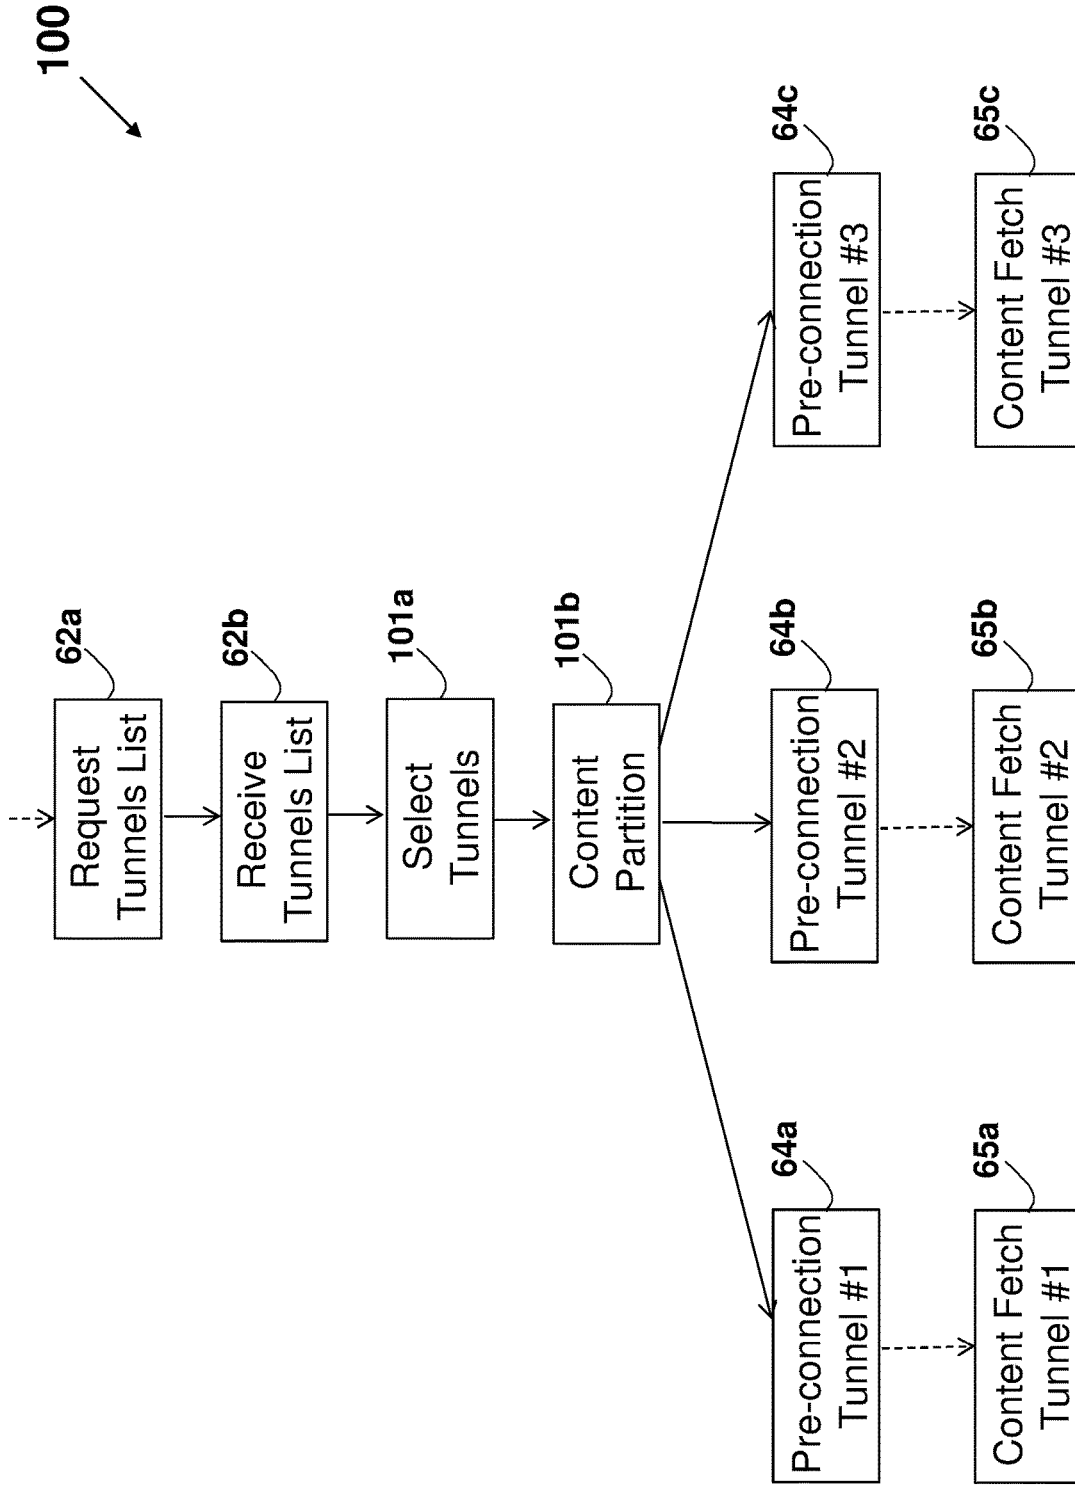 100
62a
Request
Tunnels List
62b
Receive
Tunnels List
101a
Select
Tunnels
101b
Content
Partition
64a
Pre-connection
Tunnel #1
64b
Pre-connection
Tunnel #2
64c
Pre-connection
Tunnel #3
65a
Content Fetch
Tunnel #1
65b
Content Fetch
Tunnel #2
65c
Content Fetch
Tunnel #3